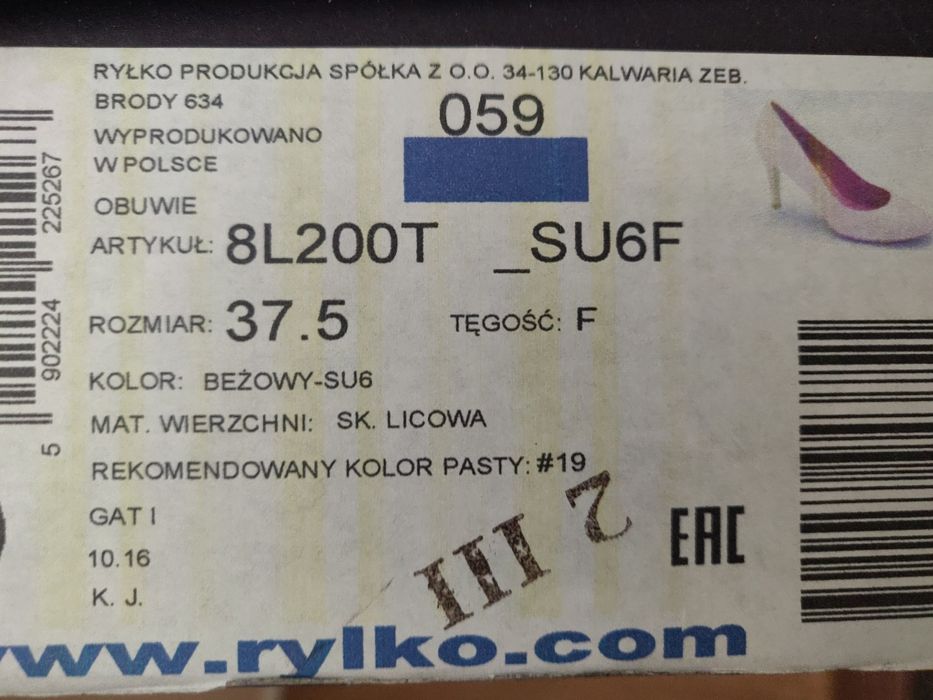 RYŁKO PRODUKCJA SPÓŁKA Z O.O. 34-130 KALWARIA ZEB.
BRODY 634
059
WYPRODUKOWANO
W POLSCE
OBUWIE
ARTYKUŁ: 8L200T _SU6F
ROZMIAR: 37.5 TĘGOŚĆ: F
KOLOR: BEŻOWY-SU6
MAT. WIERZCHNI: SK. LICOWA
REKOMENDOWANY KOLOR PASTY: #19
GAT I
10.16
K. J.
2 III
EAC
www.rylko.com
5 902224 225267